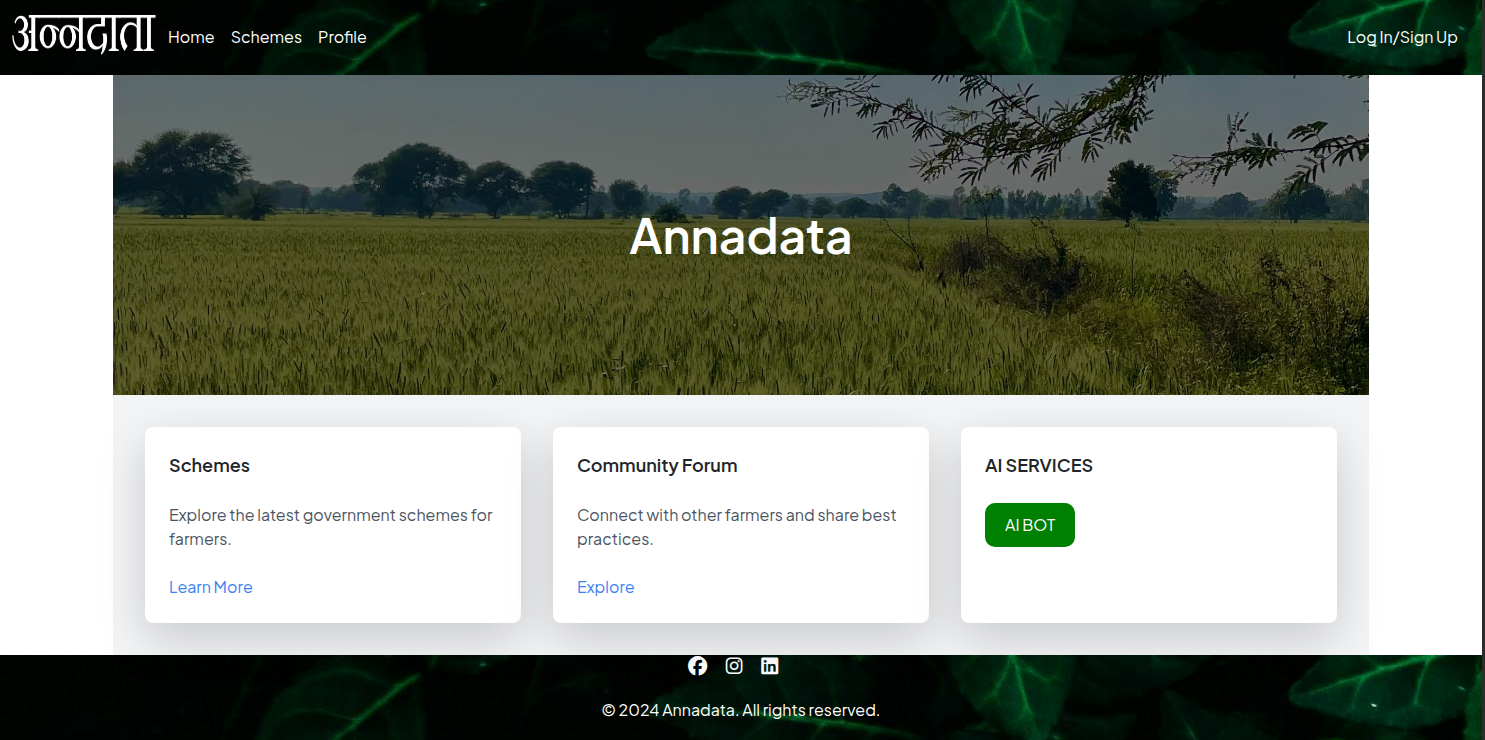 अन्नदाता Home Schemes Profile Log In/Sign Up
Annadata
Schemes
Explore the latest government schemes for
farmers.
Learn More
Community Forum
Connect with other farmers and share best
practices.
Explore
AI SERVICES
AI BOT
© 2024 Annadata. All rights reserved.